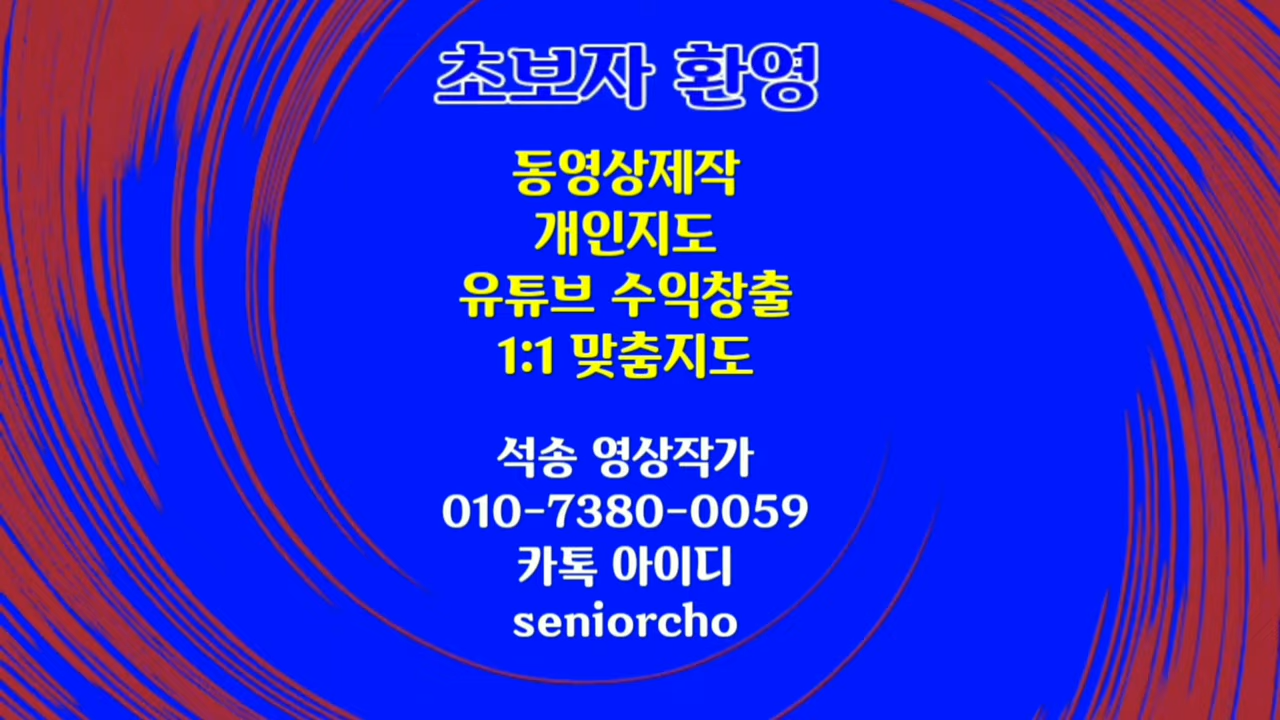 초보자 환영
동영상제작
개인지도
유튜브 수익창출
1:1 맞춤지도
석송 영상작가
010-7380-0059
카톡 아이디
seniorcho